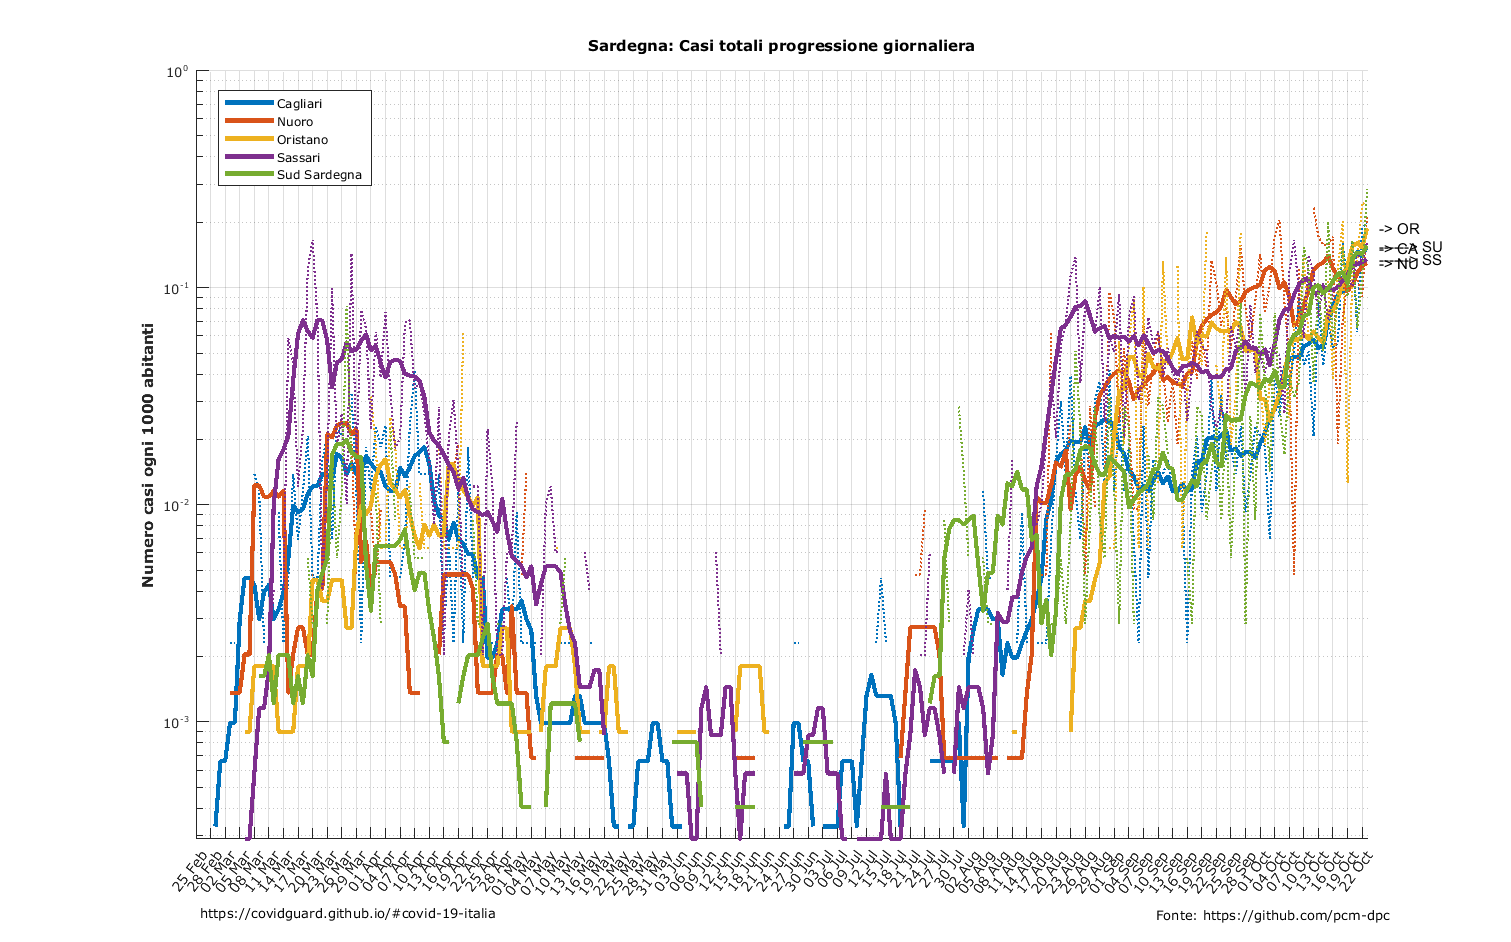 Sardegna: Casi totali progressione giornaliera
10⁰
10⁻¹
10⁻²
10⁻³
Numero casi ogni 1000 abitanti
Cagliari
Nuoro
Oristano
Sassari
Sud Sardegna
-> OR
-> SU
-> CA
-> SS
-> NU
25 Feb
28 Feb
02 Mar
05 Mar
08 Mar
11 Mar
14 Mar
17 Mar
20 Mar
23 Mar
26 Mar
29 Mar
01 Apr
04 Apr
07 Apr
10 Apr
13 Apr
16 Apr
19 Apr
22 Apr
25 Apr
28 Apr
01 May
04 May
07 May
10 May
13 May
16 May
19 May
22 May
25 May
28 May
31 May
03 Jun
06 Jun
09 Jun
12 Jun
15 Jun
18 Jun
21 Jun
24 Jun
27 Jun
30 Jun
03 Jul
06 Jul
09 Jul
12 Jul
15 Jul
18 Jul
21 Jul
24 Jul
27 Jul
30 Jul
02 Aug
05 Aug
08 Aug
11 Aug
14 Aug
17 Aug
20 Aug
23 Aug
26 Aug
29 Aug
01 Sep
04 Sep
07 Sep
10 Sep
13 Sep
16 Sep
19 Sep
22 Sep
25 Sep
28 Sep
01 Oct
04 Oct
07 Oct
10 Oct
13 Oct
16 Oct
19 Oct
22 Oct
https://covidguard.github.io/#covid-19-italia
Fonte: https://github.com/pcm-dpc